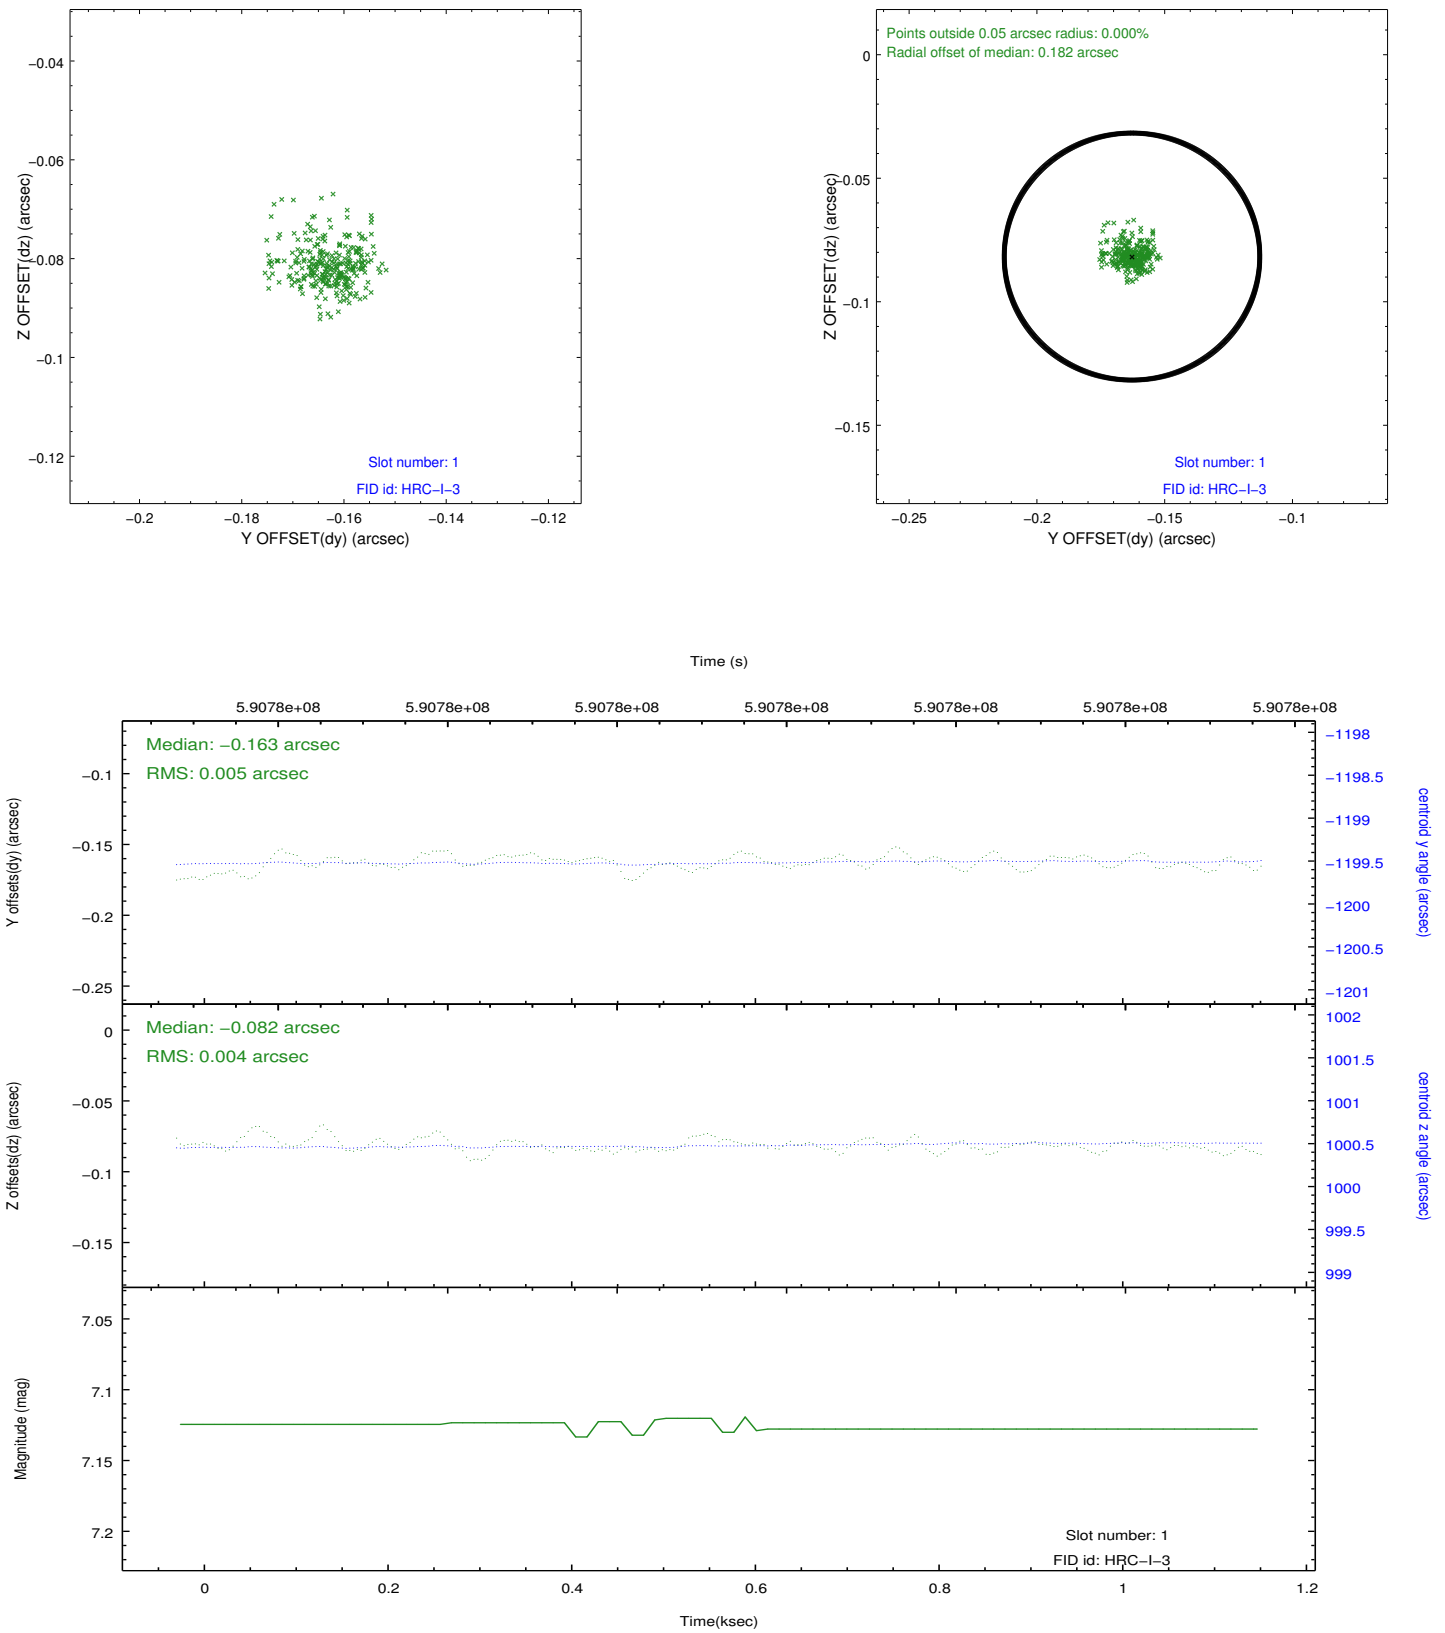 −0.04
−0.06
−0.08
−0.1
−0.12
Z OFFSET(dz) (arcsec)
Slot number: 1
FID id: HRC−I−3
−0.2
−0.18
−0.16
−0.14
−0.12
Y OFFSET(dy) (arcsec)
Points outside 0.05 arcsec radius: 0.000%
Radial offset of median: 0.182 arcsec
0
−0.05
−0.1
−0.15
Z OFFSET(dz) (arcsec)
Slot number: 1
FID id: HRC−I−3
−0.25
−0.2
−0.15
−0.1
Y OFFSET(dy) (arcsec)
Time (s)
5.9078e+08 5.9078e+08 5.9078e+08 5.9078e+08 5.9078e+08 5.9078e+08 5.9078e+08
Median: −0.163 arcsec
RMS: 0.005 arcsec
−0.1
−0.15
−0.2
−0.25
Y offsets(dy) (arcsec)
−1198
−1198.5
−1199
−1199.5
−1200
−1200.5
−1201
centroid y angle (arcsec)
Median: −0.082 arcsec
RMS: 0.004 arcsec
0
−0.05
−0.1
−0.15
Z offsets(dz) (arcsec)
1002
1001.5
1001
1000.5
1000
999.5
999
centroid z angle (arcsec)
7.05
7.1
7.15
7.2
Magnitude (mag)
Slot number: 1
FID id: HRC−I−3
0 0.2 0.4 0.6 0.8 1 1.2
Time(ksec)